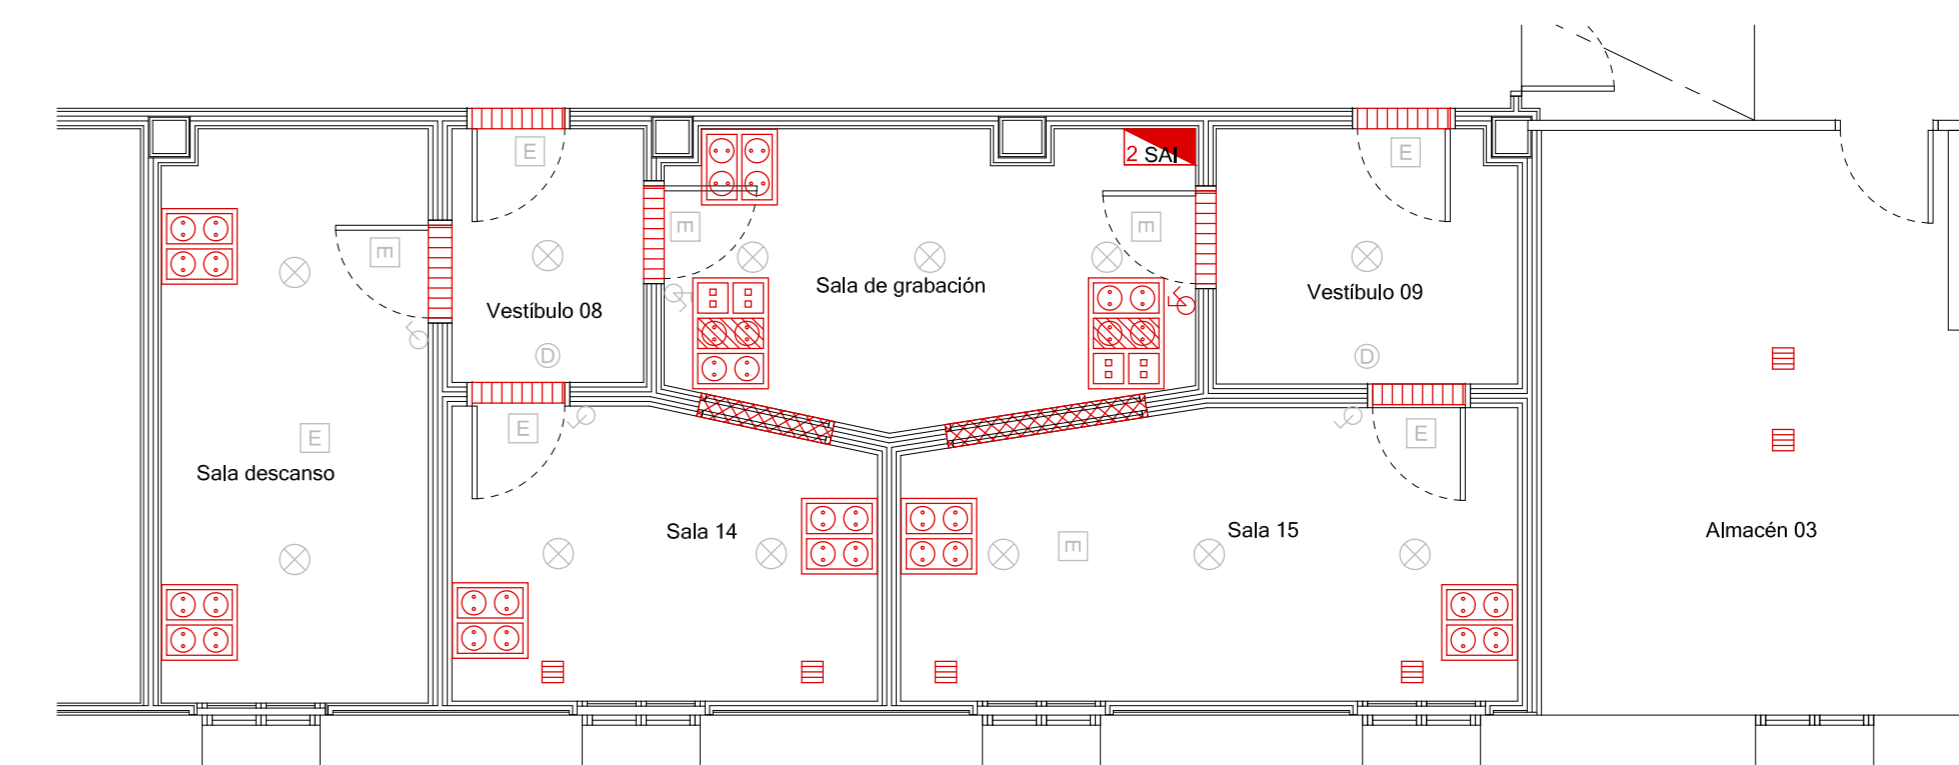 E
E
2 SAI
E
E
E
Sala de grabación
Vestíbulo 09
Vestíbulo 08
D
D
E
E
E
Sala descanso
Sala 14
Sala 15
Almacén 03
E